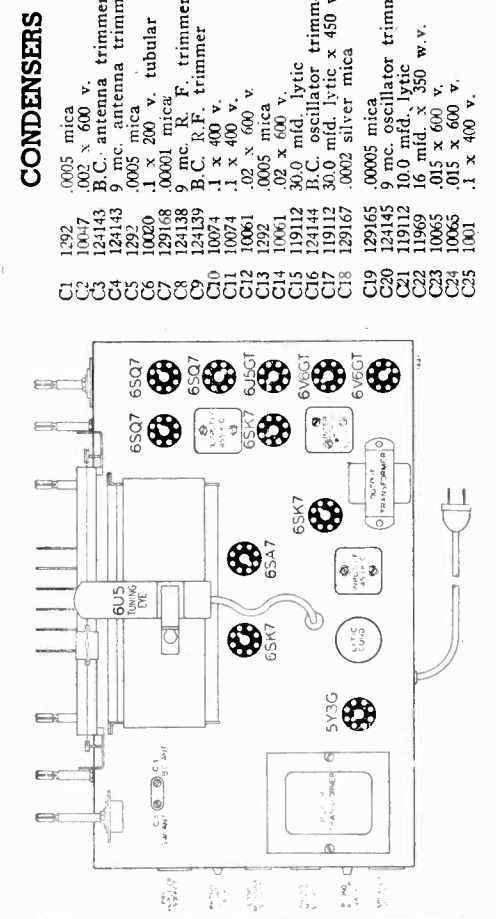 CONDENSERS
C1 1292 .0005 mica
C2 10047 .002 x 600 v.
C3 124143 B.C. antenna trimmer
C4 124143 9 mc. antenna trimm
C5 1292 .0005 mica
C6 10020 .1 x 200 v. tubular
C7 129168 .00001 mica
C8 124138 9 mc. R. F. trimmer
C9 124139 B.C. R.F. trimmer
C10 10074 .1 x 400 v.
C11 10074 .1 x 400 v.
C12 10061 .02 x 600 v.
C13 1292 .0005 mica
C14 10061 .02 x 600 v.
C15 119112 30.0 mfd. lytic
C16 124144 B.C. oscillator trimm
C17 119112 30.0 mfd. lytic x 450 v
C18 129167 .0002 silver mica
C19 129165 .00005 mica
C20 124145 9 mc. oscillator trimm
C21 119112 10.0 mfd. lytic
C22 11969 16 mfd. x 350 w.v.
C23 10065 .015 x 600 v.
C24 10065 .015 x 600 v.
C25 1001 .1 x 400 v.
6SQ7
6SQ7
6J5GT
6V6GT
6V6GT
6SQ7
6SK7
6SK7
OUTPUT
TRANSFORMER
6SA7
6U5
TUNING
EYE
6SK7
5Y3G
TRANSFORMER